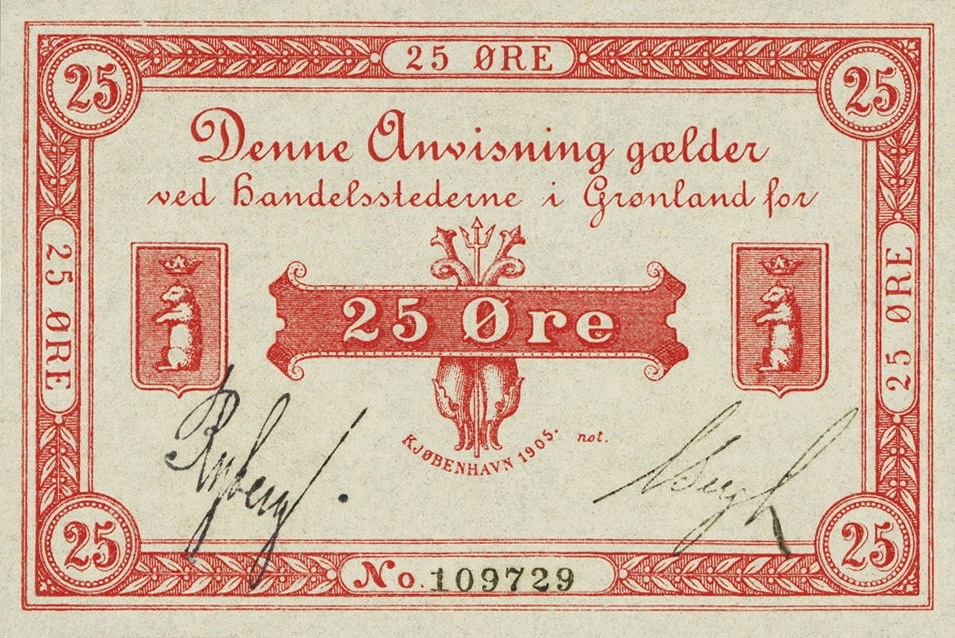 25 ØRE
25
25
Denne Anvisning gælder
ved Handelsstederne i Grønland for
25 ØRE
25 ØRE
25 Øre
KJØBENHAVN 1905.
not.
Ryberg.
25
25
No. 109729